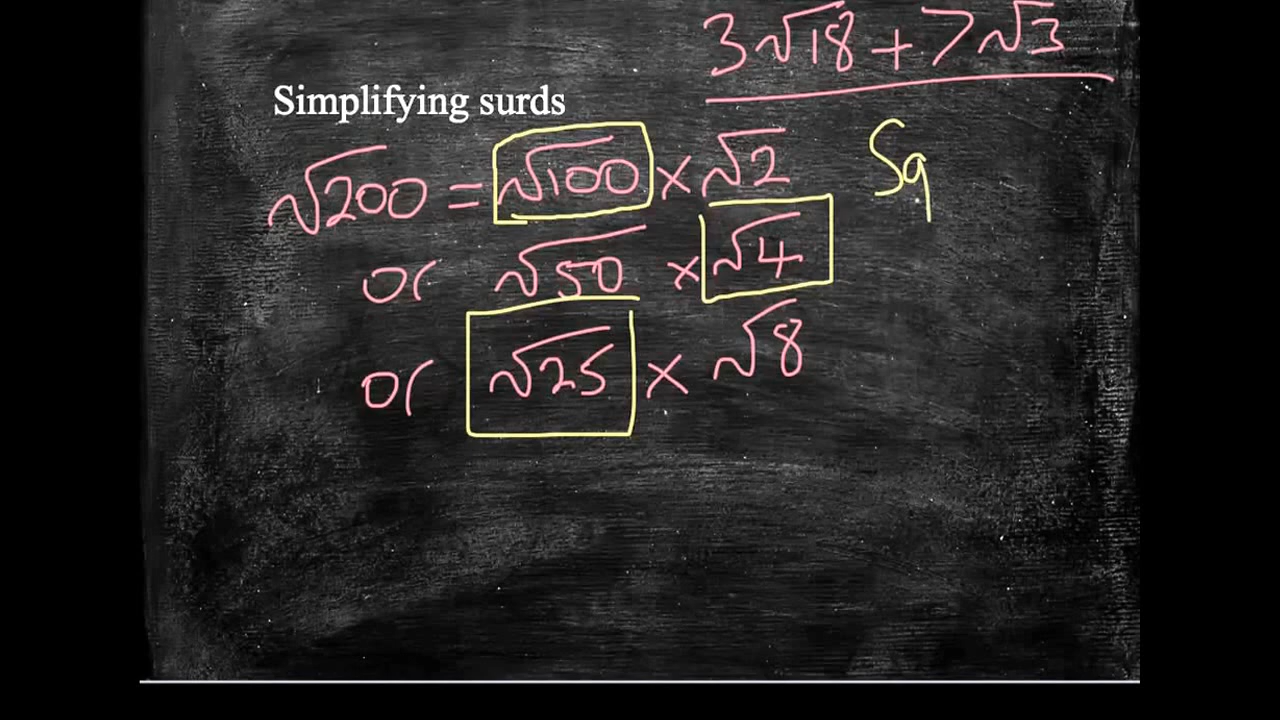 3√18 + 7√3
Simplifying surds
√200 = √100 × √2
Sq
or √50 × √4
or √25 × √8